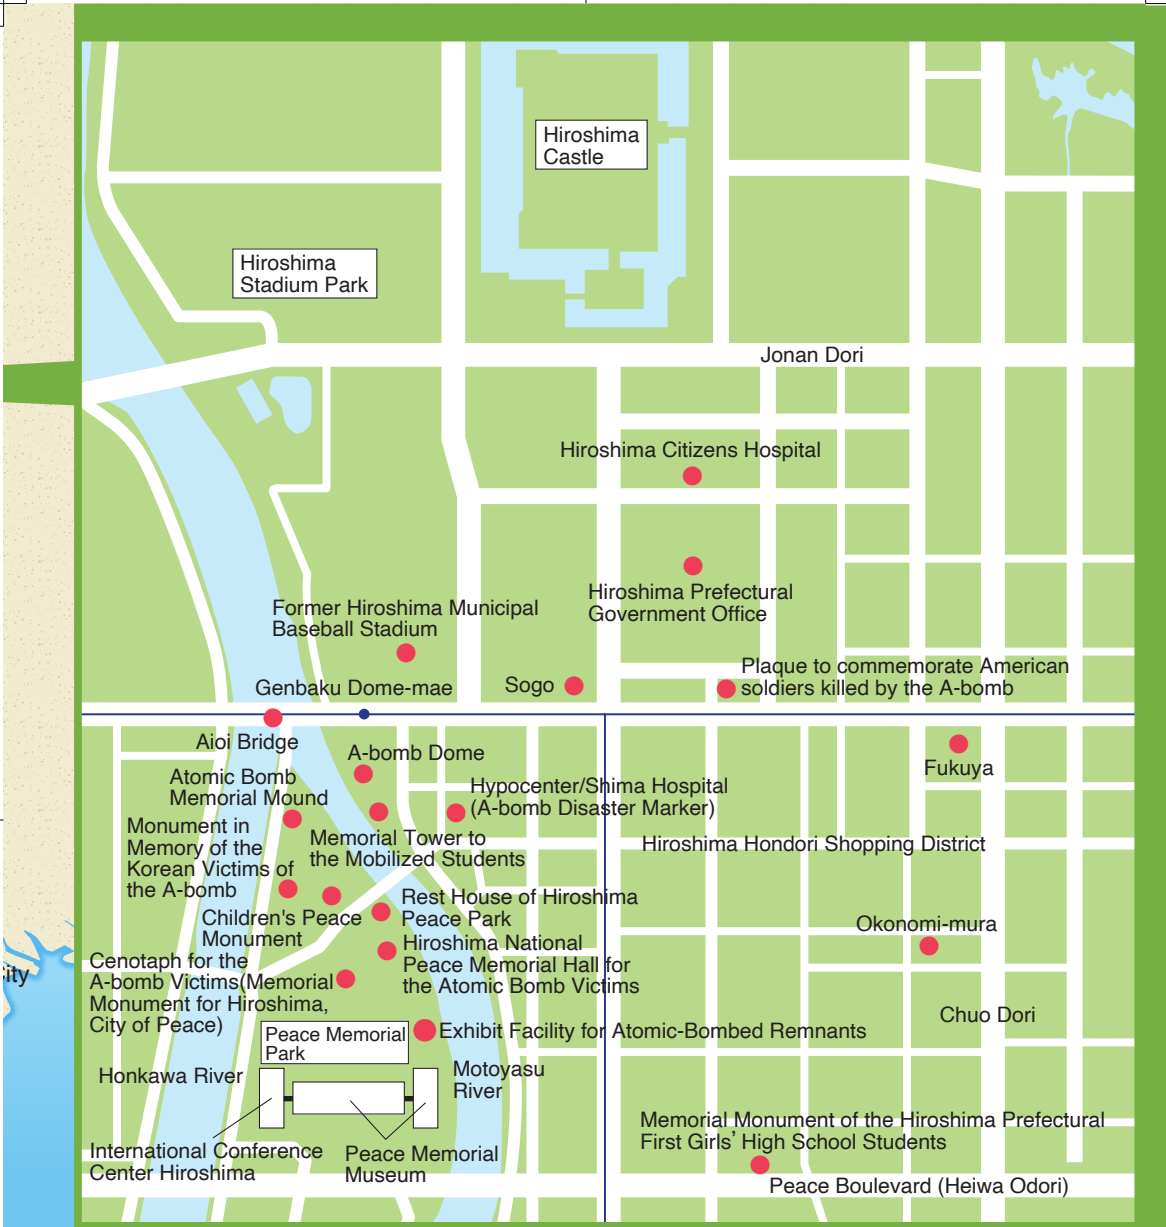 Hiroshima
Castle
Hiroshima
Stadium Park
Jonan Dori
Hiroshima Citizens Hospital
Hiroshima Prefectural
Government Office
Former Hiroshima Municipal
Baseball Stadium
Plaque to commemorate American
soldiers killed by the A-bomb
Sogo
Genbaku Dome-mae
Aioi Bridge
A-bomb Dome
Fukuya
Atomic Bomb
Memorial Mound
Hypocenter/Shima Hospital
(A-bomb Disaster Marker)
Monument in
Memory of the
Korean Victims of
the A-bomb
Memorial Tower to
the Mobilized Students
Hiroshima Hondori Shopping District
Rest House of Hiroshima
Peace Park
Children's Peace
Monument
Okonomi-mura
Hiroshima National
Peace Memorial Hall for
the Atomic Bomb Victims
Cenotaph for the
A-bomb Victims(Memorial
Monument for Hiroshima,
City of Peace)
ity
Chuo Dori
Peace Memorial
Park
Exhibit Facility for Atomic-Bombed Remnants
Honkawa River
Motoyasu
River
Memorial Monument of the Hiroshima Prefectural
First Girls’ High School Students
International Conference
Center Hiroshima
Peace Memorial
Museum
Peace Boulevard (Heiwa Odori)